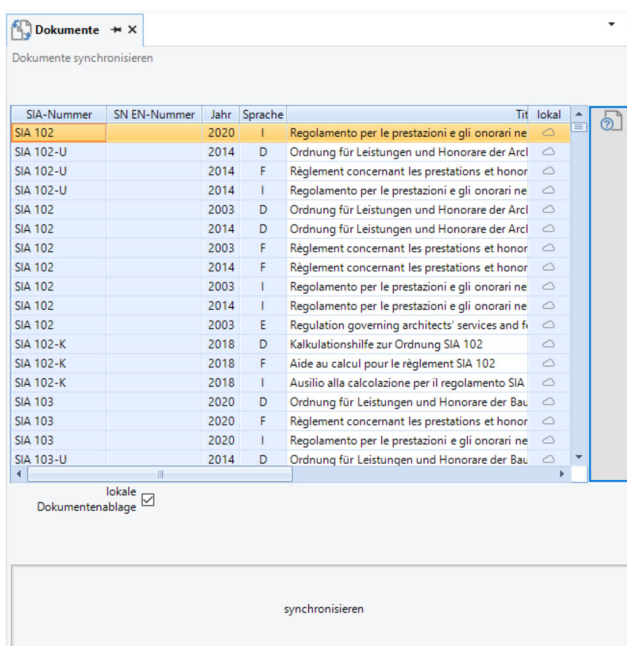 Dokumente
Dokumente synchronisieren
SIA-Nummer SN EN-Nummer Jahr Sprache Tit lokal
SIA 102 2020 I Regolamento per le prestazioni e gli onorari ne
SIA 102-U 2014 D Ordnung für Leistungen und Honorare der Arch
SIA 102-U 2014 F Règlement concernant les prestations et honor
SIA 102-U 2014 I Regolamento per le prestazioni e gli onorari ne
SIA 102 2003 D Ordnung für Leistungen und Honorare der Arch
SIA 102 2014 D Ordnung für Leistungen und Honorare der Arch
SIA 102 2003 F Règlement concernant les prestations et honor
SIA 102 2014 F Règlement concernant les prestations et honor
SIA 102 2003 I Regolamento per le prestazioni e gli onorari ne
SIA 102 2014 I Regolamento per le prestazioni e gli onorari ne
SIA 102 2003 E Regulation governing architects' services and fe
SIA 102-K 2018 D Kalkulationshilfe zur Ordnung SIA 102
SIA 102-K 2018 F Aide au calcul pour le règlement SIA 102
SIA 102-K 2018 I Ausilio alla calcolazione per il regolamento SIA
SIA 103 2020 D Ordnung für Leistungen und Honorare der Bau
SIA 103 2020 F Règlement concernant les prestations et honor
SIA 103 2020 I Regolamento per le prestazioni e gli onorari ne
SIA 103-U 2014 D Ordnung für Leistungen und Honorare der Bau
lokale
Dokumentenablage
synchronisieren